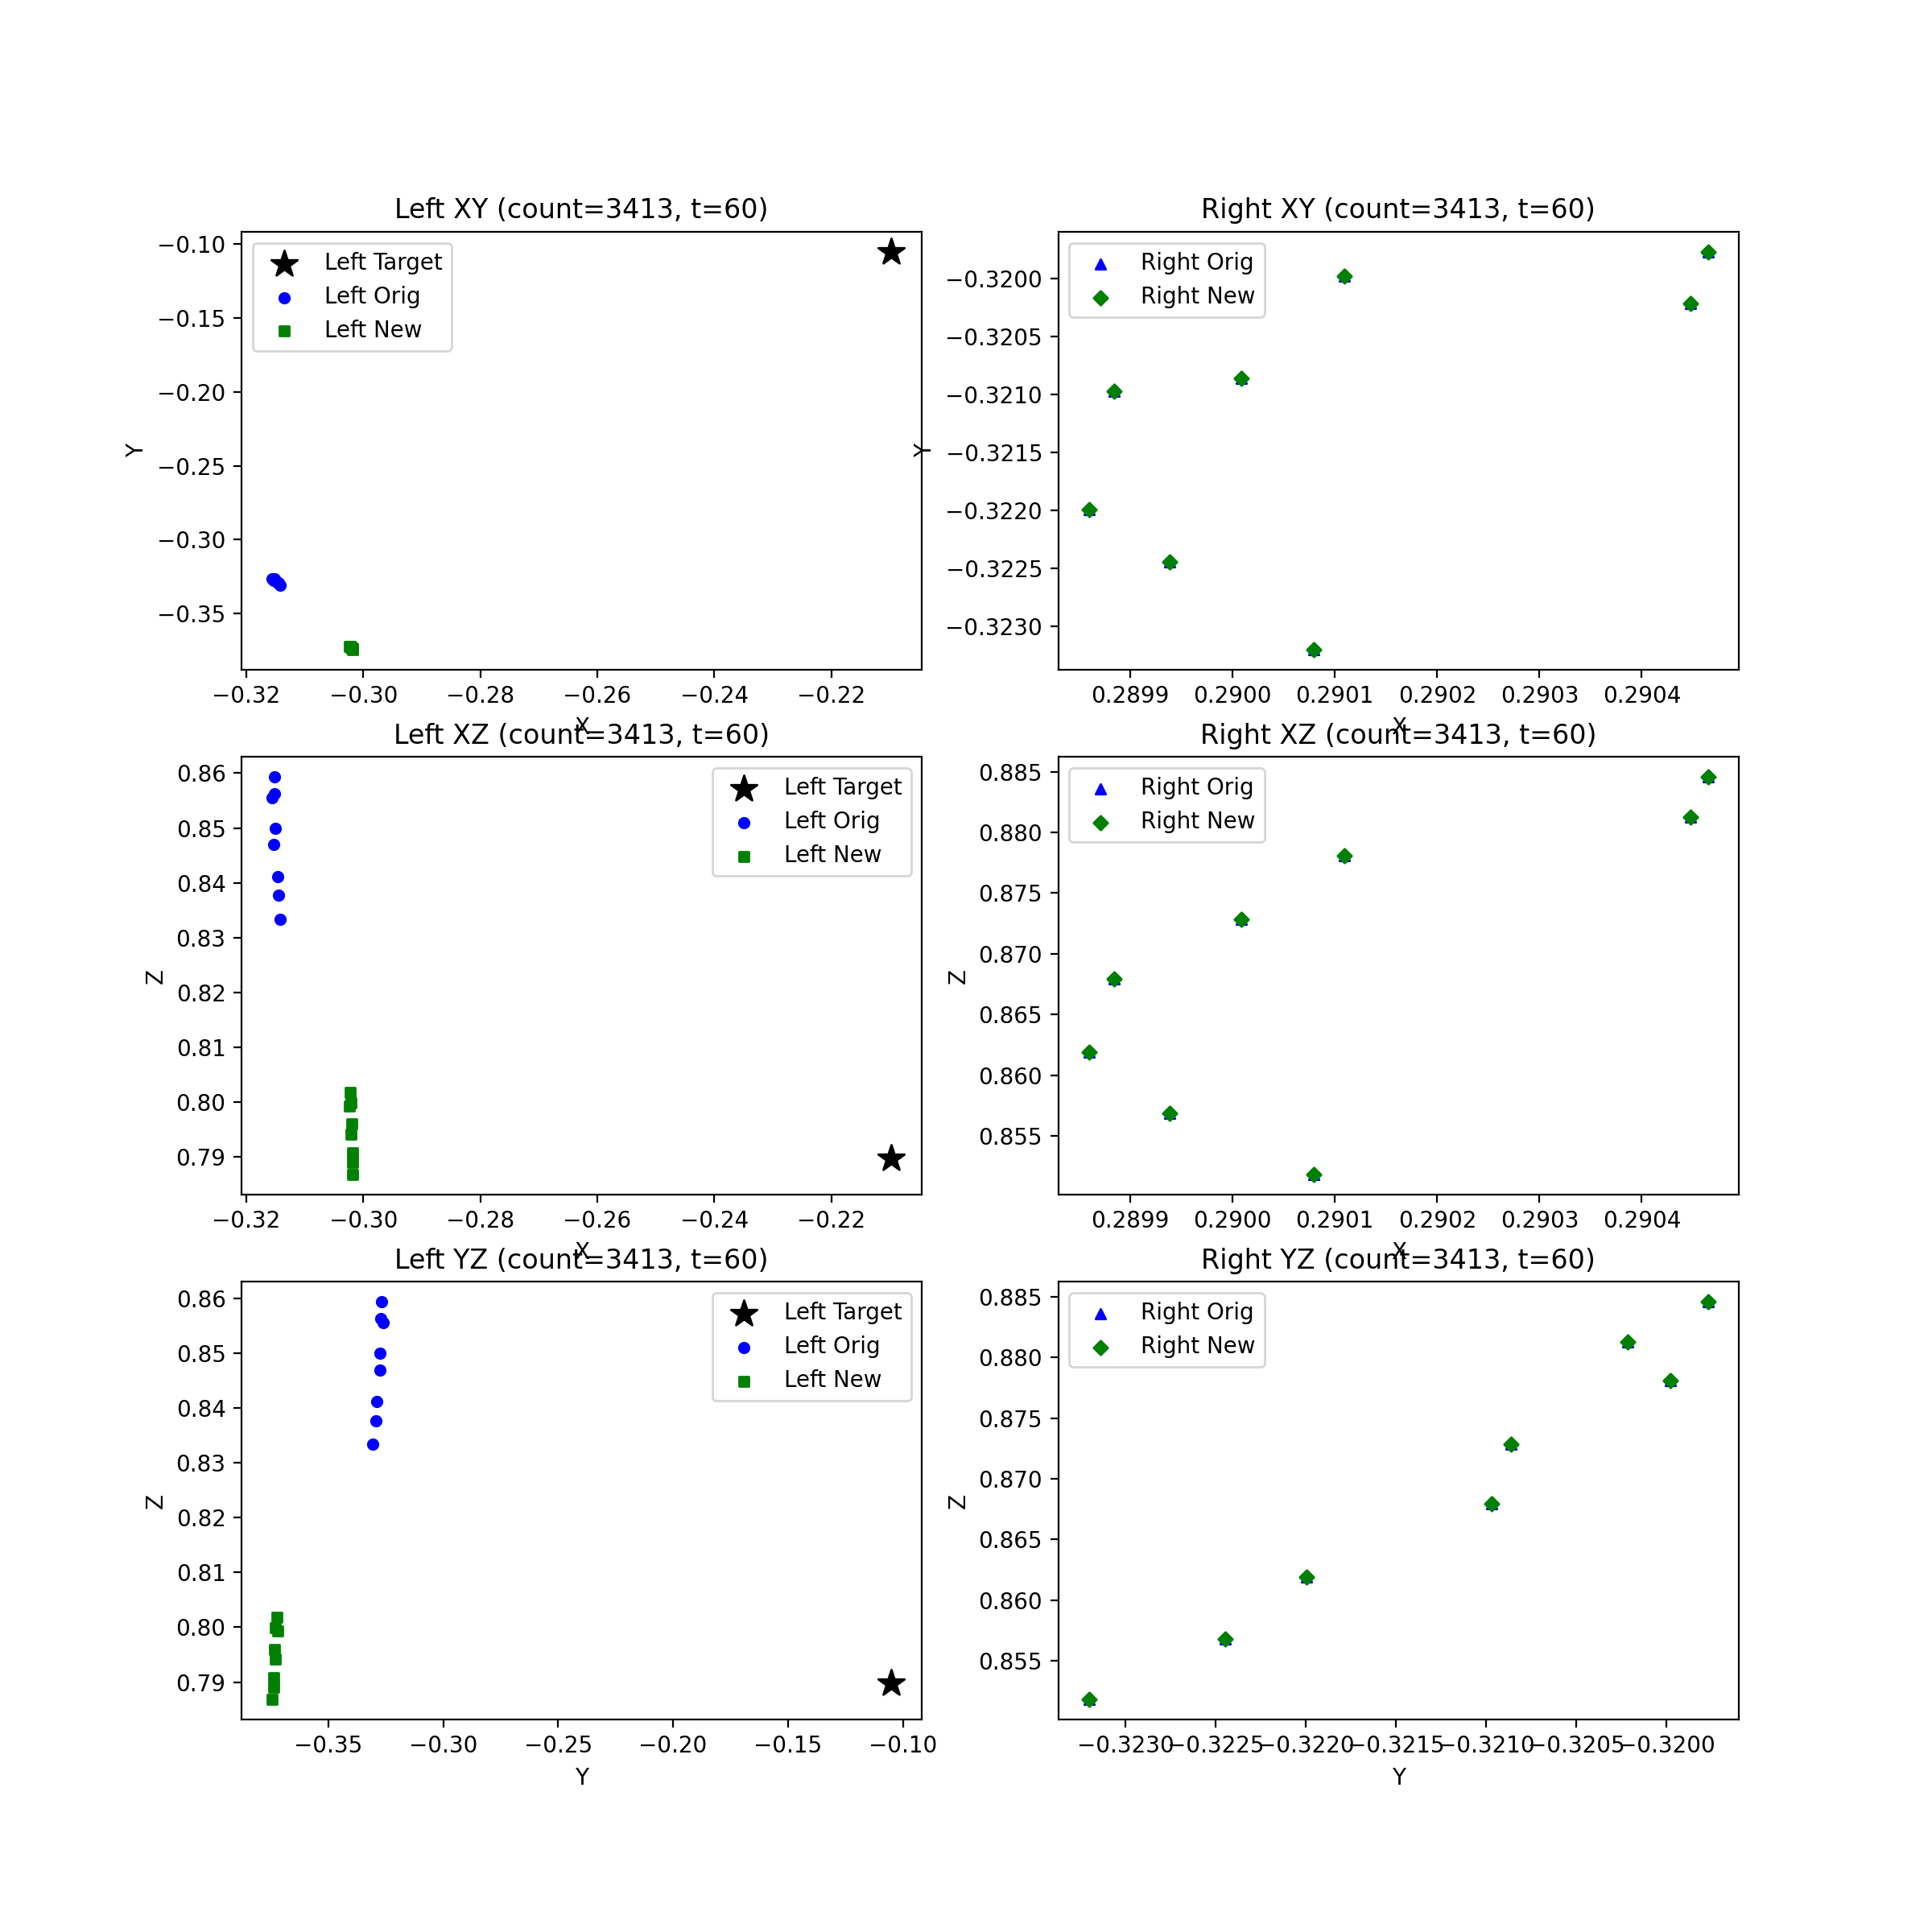 Left XY (count=3413, t=60)
Left Target
Left Orig
Left New
−0.10
−0.15
−0.20
−0.25
−0.30
−0.35
Y
−0.32 −0.30 −0.28 −0.26 −0.24 −0.22
X
Right XY (count=3413, t=60)
Right Orig
Right New
−0.3200
−0.3205
−0.3210
−0.3215
−0.3220
−0.3225
−0.3230
Y
0.2899 0.2900 0.2901 0.2902 0.2903 0.2904
X
Left XZ (count=3413, t=60)
Left Target
Left Orig
Left New
0.86
0.85
0.84
0.83
0.82
0.81
0.80
0.79
Z
−0.32 −0.30 −0.28 −0.26 −0.24 −0.22
X
Right XZ (count=3413, t=60)
Right Orig
Right New
0.885
0.880
0.875
0.870
0.865
0.860
0.855
Z
0.2899 0.2900 0.2901 0.2902 0.2903 0.2904
X
Left YZ (count=3413, t=60)
Left Target
Left Orig
Left New
0.86
0.85
0.84
0.83
0.82
0.81
0.80
0.79
Z
−0.35 −0.30 −0.25 −0.20 −0.15 −0.10
Y
Right YZ (count=3413, t=60)
Right Orig
Right New
0.885
0.880
0.875
0.870
0.865
0.860
0.855
Z
−0.3230 −0.3225 −0.3220 −0.3215 −0.3210 −0.3205 −0.3200
Y